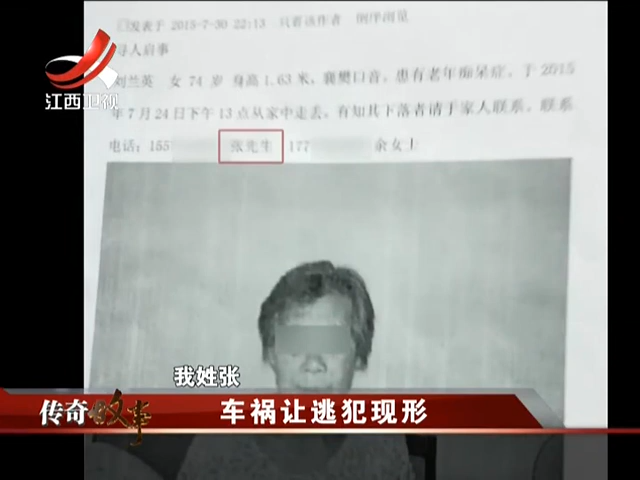 发表于 2015-7-30 22:13 只看该作者 倒序浏览
寻人启事
江西卫视
刘兰英 女 74 岁 身高 1.63 米,襄樊口音,患有老年痴呆症,于 2015
年 7 月 24 日下午 13 点从家中走丢,有知其下落者请于家人联系,联系
电话:155 张先生 177 余女士
我姓张
传奇故事
车祸让逃犯现形